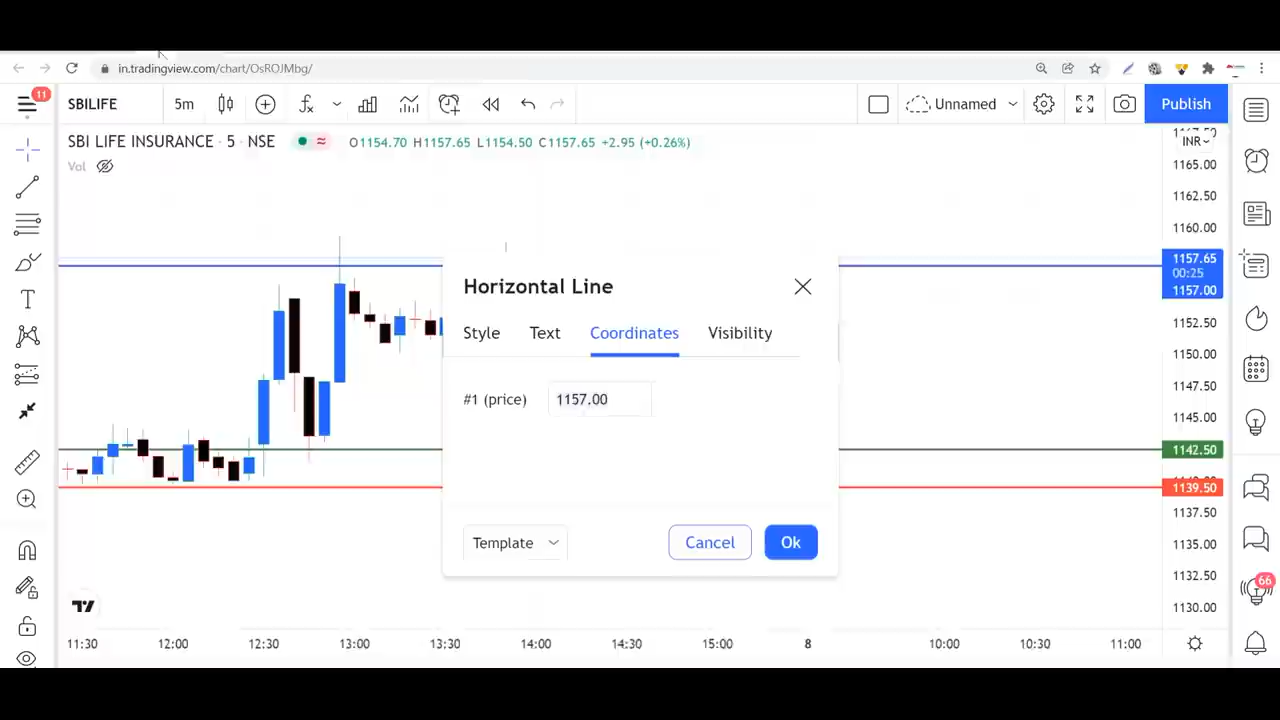 in.tradingview.com/chart/OsROJMbg/
11
SBILIFE
5m
Unnamed
Publish
SBI LIFE INSURANCE · 5 · NSE
O1154.70 H1157.65 L1154.50 C1157.65 +2.95 (+0.26%)
INR
Vol
1165.00
1162.50
1160.00
1157.65
00:25
1157.00
1152.50
1150.00
1147.50
1145.00
1142.50
1139.50
1137.50
1135.00
1132.50
1130.00
Horizontal Line
Style
Text
Coordinates
Visibility
#1 (price)
1157.00
Template
Cancel
Ok
66
11:30
12:00
12:30
13:00
13:30
14:00
14:30
15:00
8
10:00
10:30
11:00